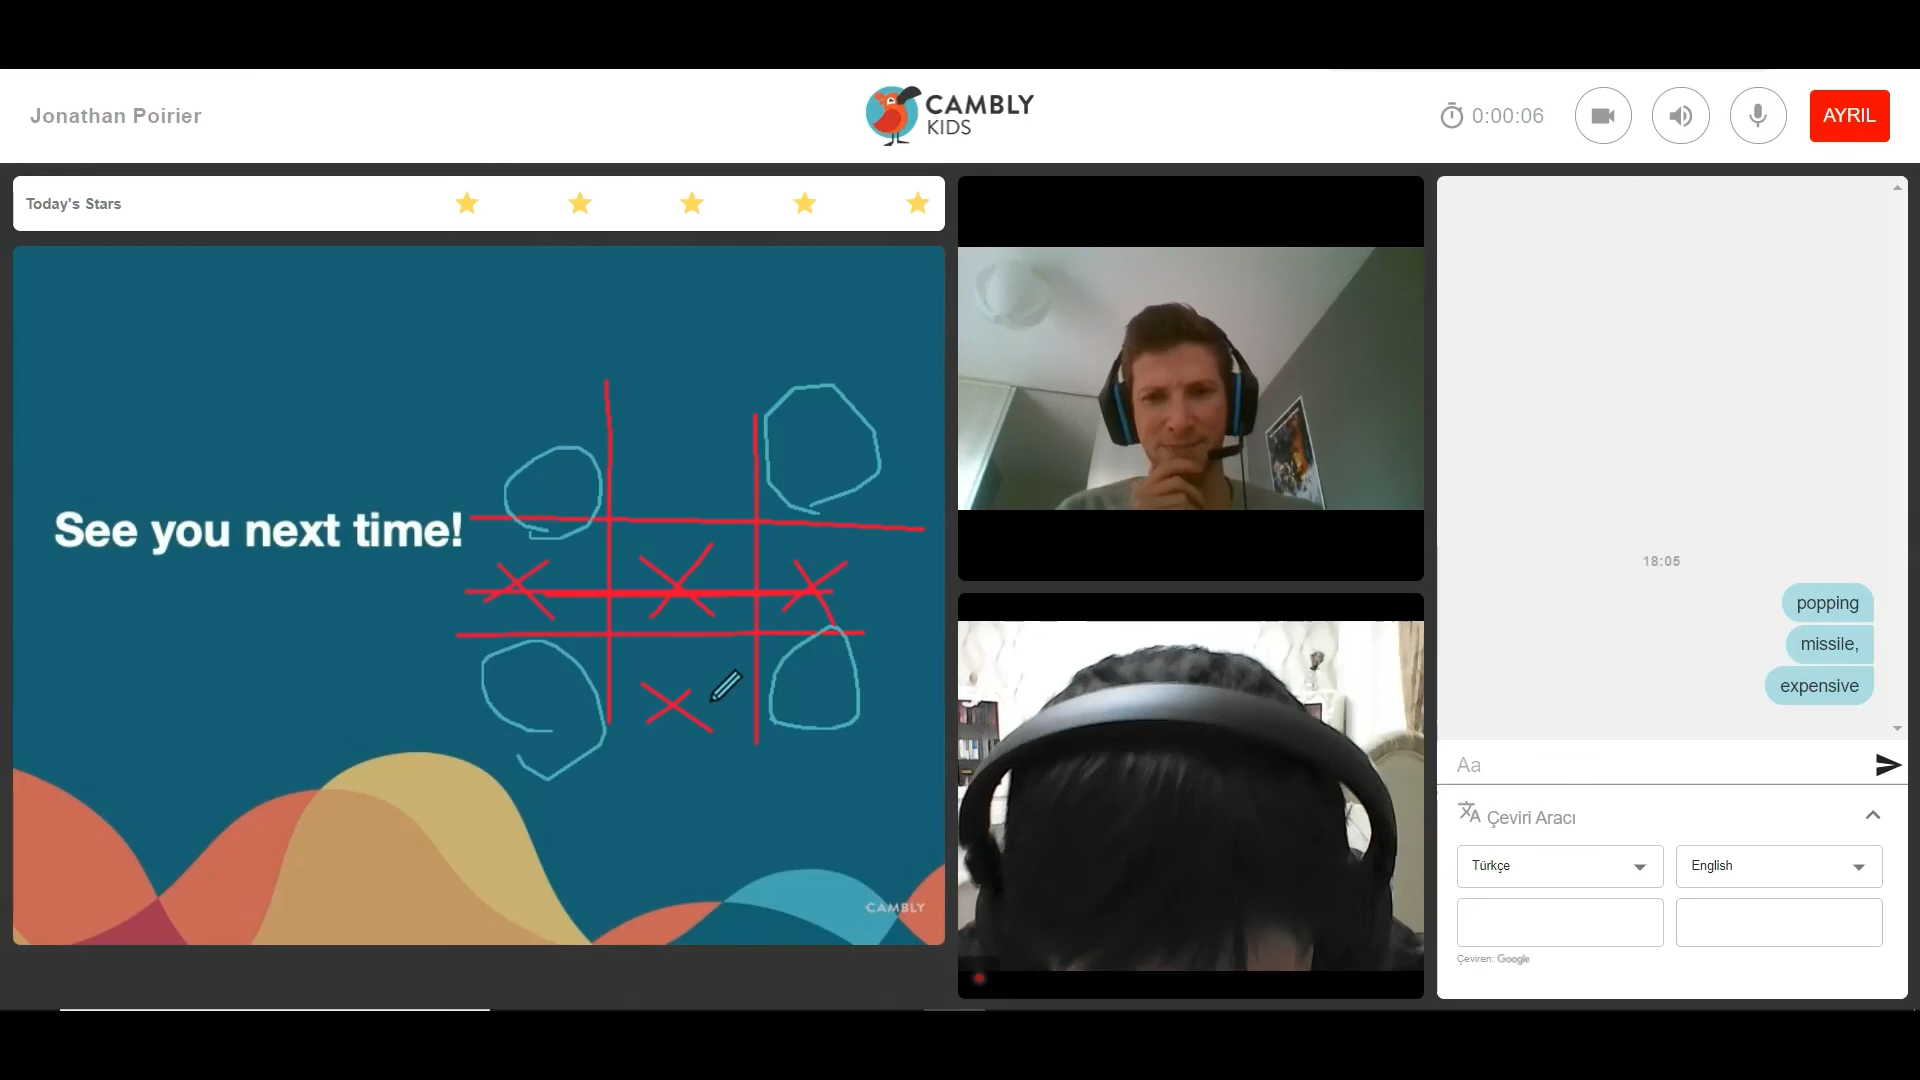 Jonathan Poirier
CAMBLY
KIDS
0:00:06
AYRIL
Today's Stars
See you next time!
CAMBLY
18:05
popping
missile,
expensive
Aa
Çeviri Aracı
Türkçe
English
Çeviren: Google